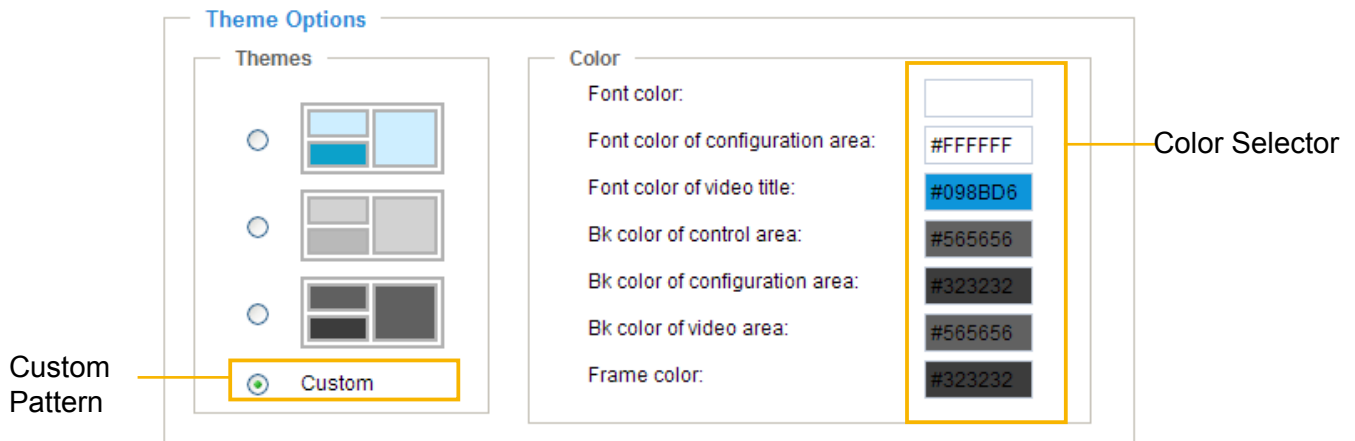 Theme Options
Themes
Custom
Color
Font color:
Font color of configuration area: #FFFFFF
Font color of video title: #098BD6
Bk color of control area: #565656
Bk color of configuration area: #323232
Bk color of video area: #565656
Frame color: #323232
Color Selector
Custom
Pattern